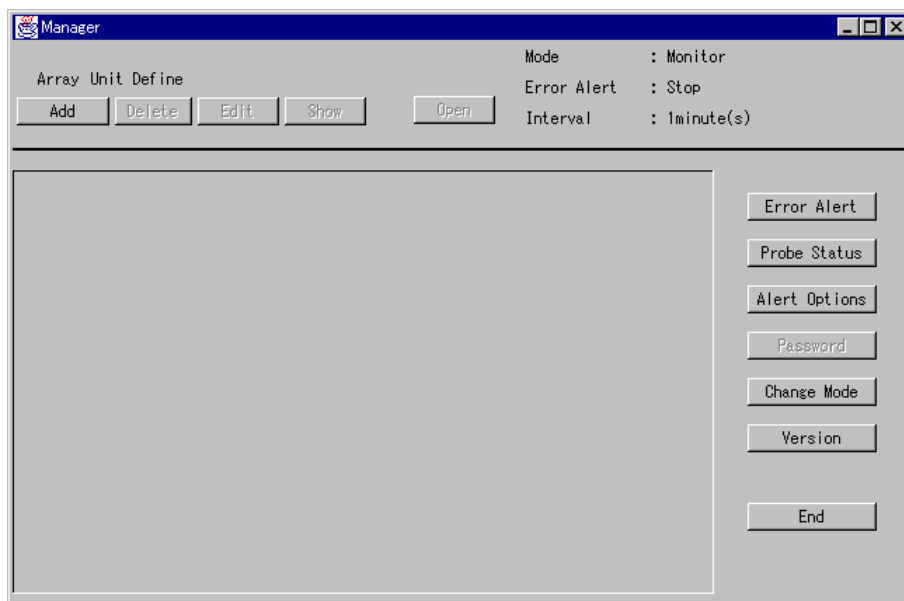 Manager
Mode : Monitor
Array Unit Define
Error Alert : Stop
Add Delete Edit Show Open
Interval : 1minute(s)
Error Alert
Probe Status
Alert Options
Password
Change Mode
Version
End